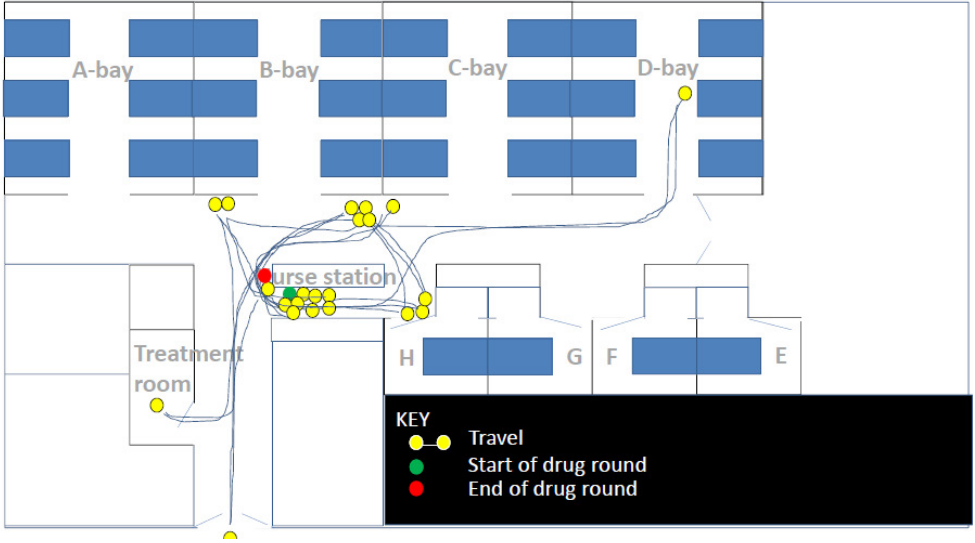 A-bay
B-bay
C-bay
D-bay
urse station
Treatment
room
H
G
F
E
KEY
Travel
Start of drug round
End of drug round